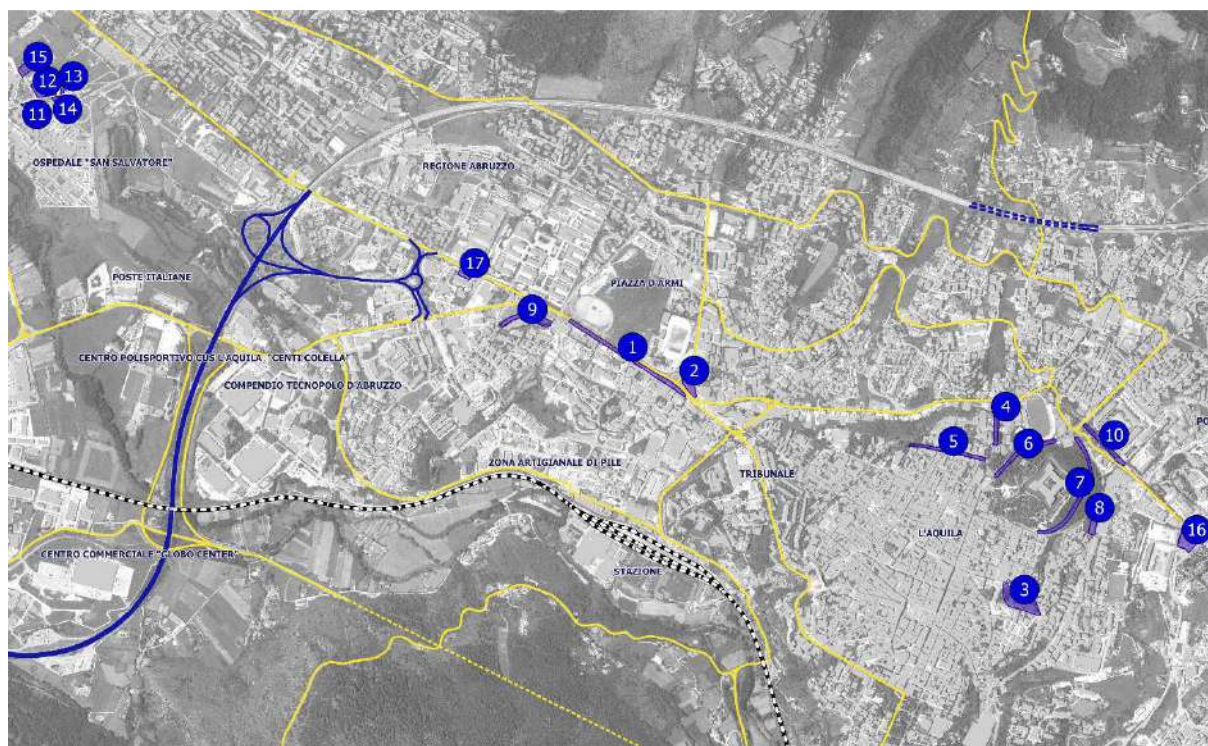 15
12
13
11
14
OSPEDALE "SAN SALVATORE"
REGIONE ABRUZZO
POSTE ITALIANE
17
PIAZZA D'ARMI
9
1
CENTRO POLISPORTIVO CUS L'AQUILA "CENTI COLELLA"
COMPENDIO TECNOPOLO D'ABRUZZO
2
4
5
6
10
PO
ZONA ARTIGIANALE DI PILE
TRIBUNALE
7
8
L'AQUILA
16
CENTRO COMMERCIALE "GLOBO CENTER"
STAZIONE
3